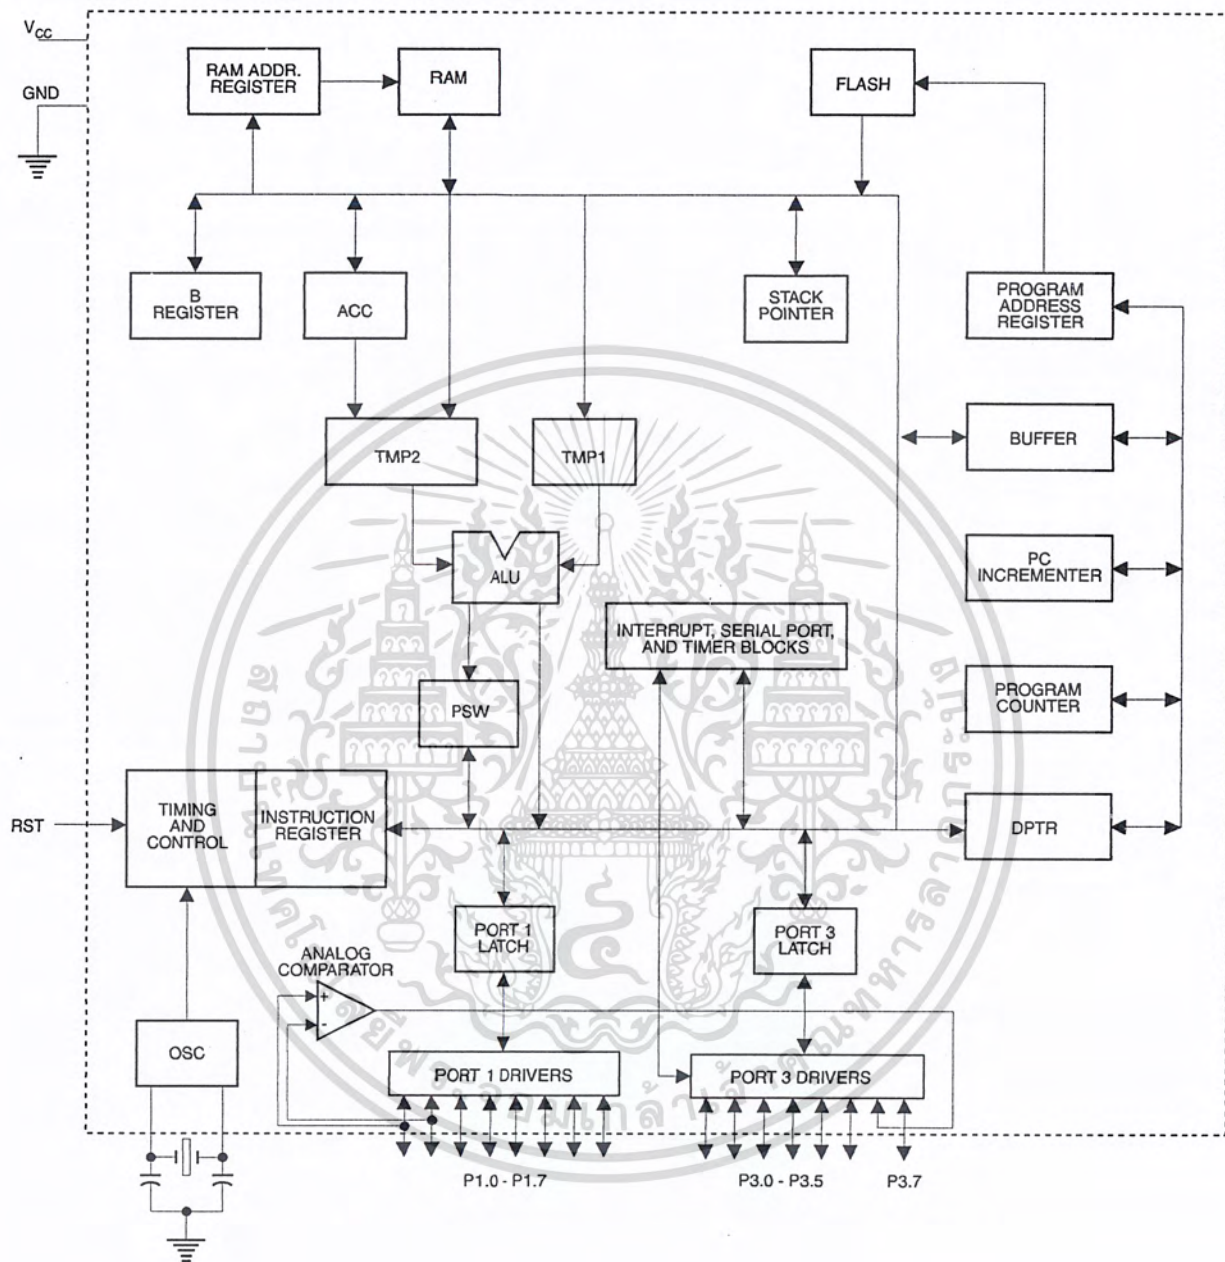 VCC
GND
RAM ADDR.
REGISTER
RAM
FLASH
B
REGISTER
ACC
STACK
POINTER
PROGRAM
ADDRESS
REGISTER
TMP2
TMP1
BUFFER
ALU
PC
INCREMENTER
INTERRUPT, SERIAL PORT,
AND TIMER BLOCKS
PSW
PROGRAM
COUNTER
RST
TIMING
AND
CONTROL
INSTRUCTION
REGISTER
DPTR
PORT 1
LATCH
PORT 3
LATCH
ANALOG
COMPARATOR
+
-
OSC
PORT 1 DRIVERS
PORT 3 DRIVERS
P1.0 - P1.7
P3.0 - P3.5
P3.7